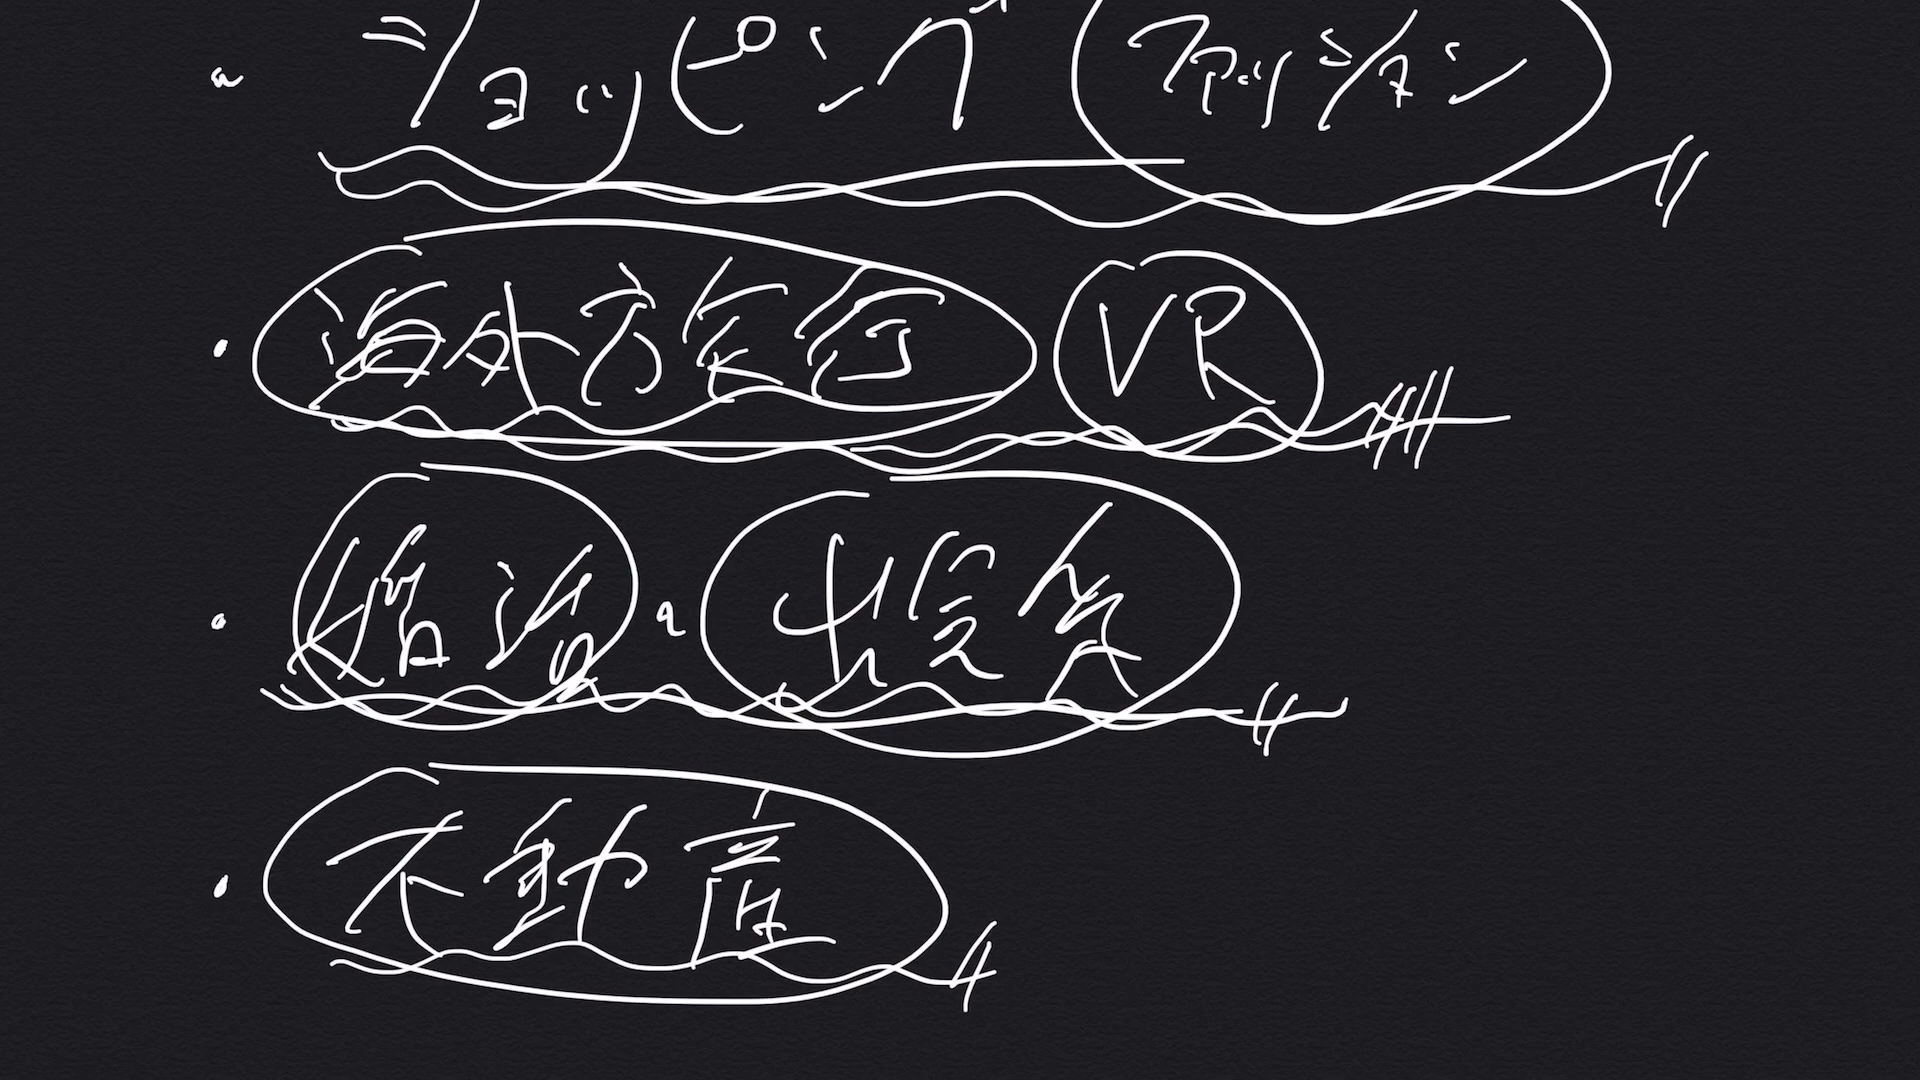 ・ショッピング ファッション
・海外旅行 VR
・婚活・出会気
・不動産